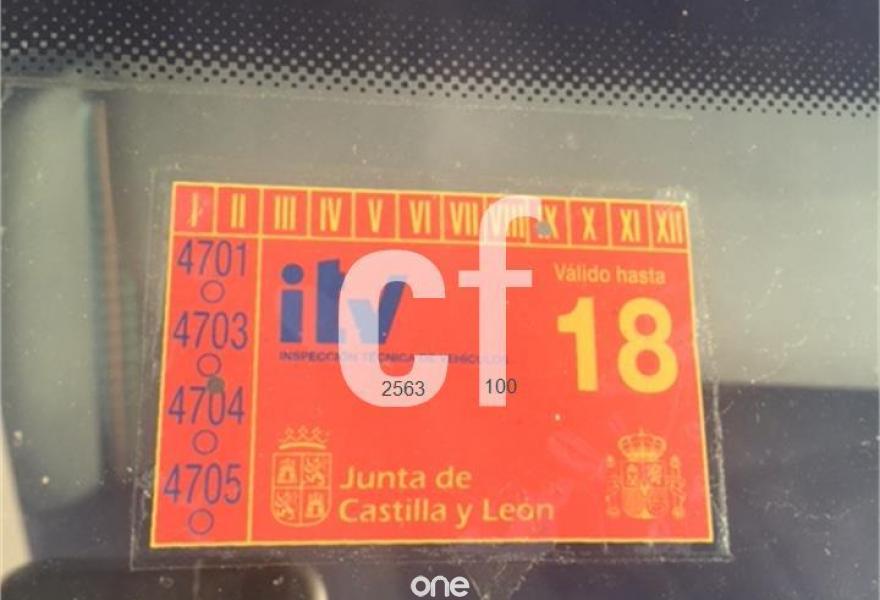 I II III IV V VI VII VIII IX X XI XII
4701
4703
4704
4705
itv
INSPECCIÓN TÉCNICA DE VEHÍCULOS
Válido hasta
18
cf
2563 100
Junta de
Castilla y León
one